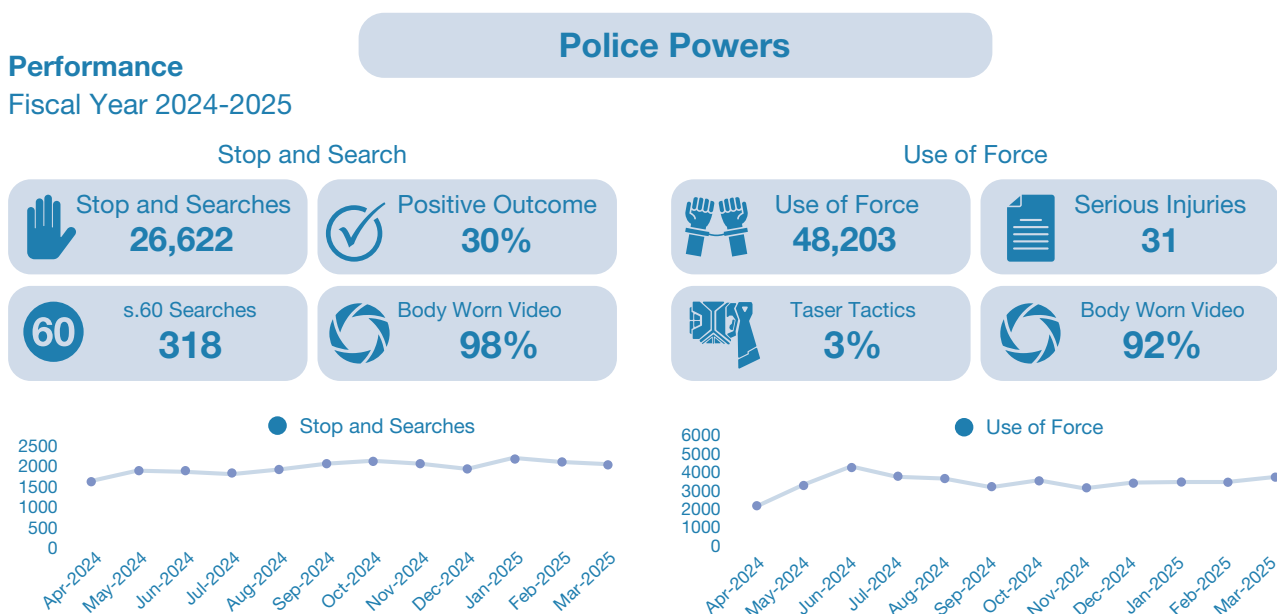 Police Powers
Performance
Fiscal Year 2024-2025
Stop and Search
Stop and Searches
26,622
Positive Outcome
30%
60
s.60 Searches
318
Body Worn Video
98%
Stop and Searches
2500
2000
1500
1000
500
0
Apr-2024
May-2024
Jun-2024
Jul-2024
Aug-2024
Sep-2024
Oct-2024
Nov-2024
Dec-2024
Jan-2025
Feb-2025
Mar-2025
Use of Force
Use of Force
48,203
Serious Injuries
31
Taser Tactics
3%
Body Worn Video
92%
Use of Force
6000
5000
4000
3000
2000
1000
0
Apr-2024
May-2024
Jun-2024
Jul-2024
Aug-2024
Sep-2024
Oct-2024
Nov-2024
Dec-2024
Jan-2025
Feb-2025
Mar-2025